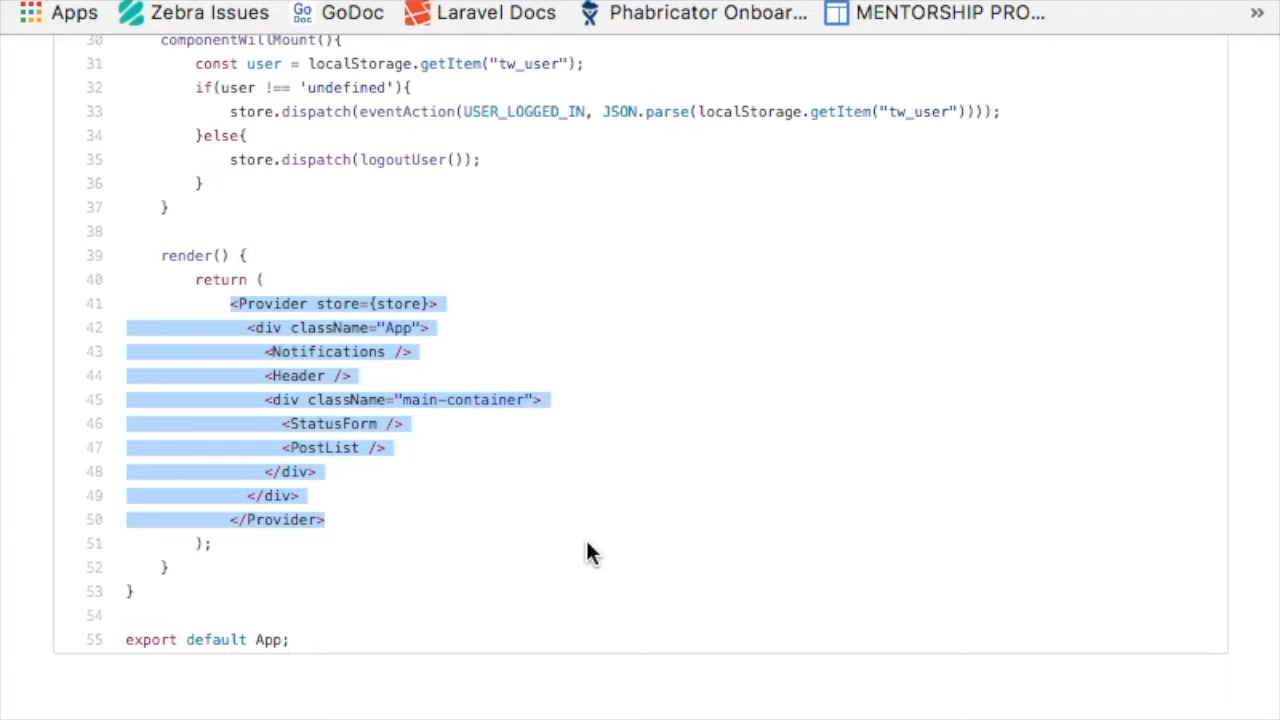 Apps Zebra Issues Go Doc GoDoc Laravel Docs Phabricator Onboar... MENTORSHIP PRO... »
30 componentWillMount(){
31 const user = localStorage.getItem("tw_user");
32 if(user !== 'undefined'){
33 store.dispatch(eventAction(USER_LOGGED_IN, JSON.parse(localStorage.getItem("tw_user"))));
34 }else{
35 store.dispatch(logoutUser());
36 }
37 }
38
39 render() {
40 return (
41 <Provider store={store}>
42 <div className="App">
43 <Notifications />
44 <Header />
45 <div className="main-container">
46 <StatusForm />
47 <PostList />
48 </div>
49 </div>
50 </Provider>
51 );
52 }
53 }
54
55 export default App;